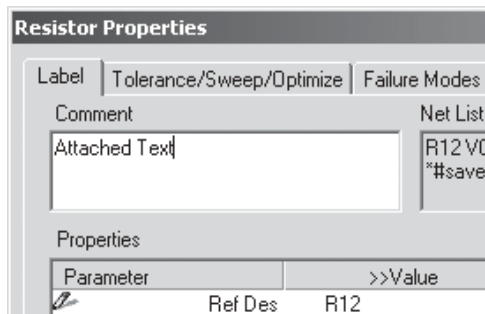 Resistor Properties
Label Tolerance/Sweep/Optimize Failure Modes
Comment Net List
Attached Text R12 V
*#save
Properties
Parameter >>Value
Ref Des R12